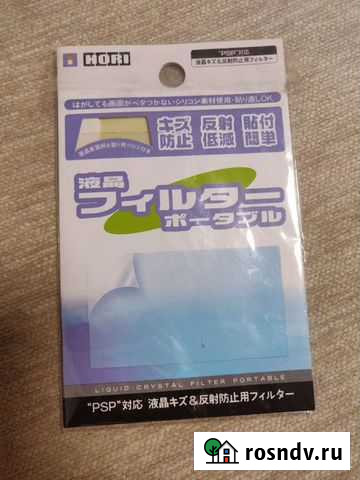 HORI
"PSP"対応
液晶キズ&反射防止用フィルター
はがしても画面がベタつかないシリコン素材使用・貼り直しOK
キズ 反射 貼付
防止 低減 簡単
液晶
フィルター
ポータブル
LIQUID CRYSTAL FILTER PORTABLE
"PSP"対応 液晶キズ&反射防止用フィルター
rosndv.ru